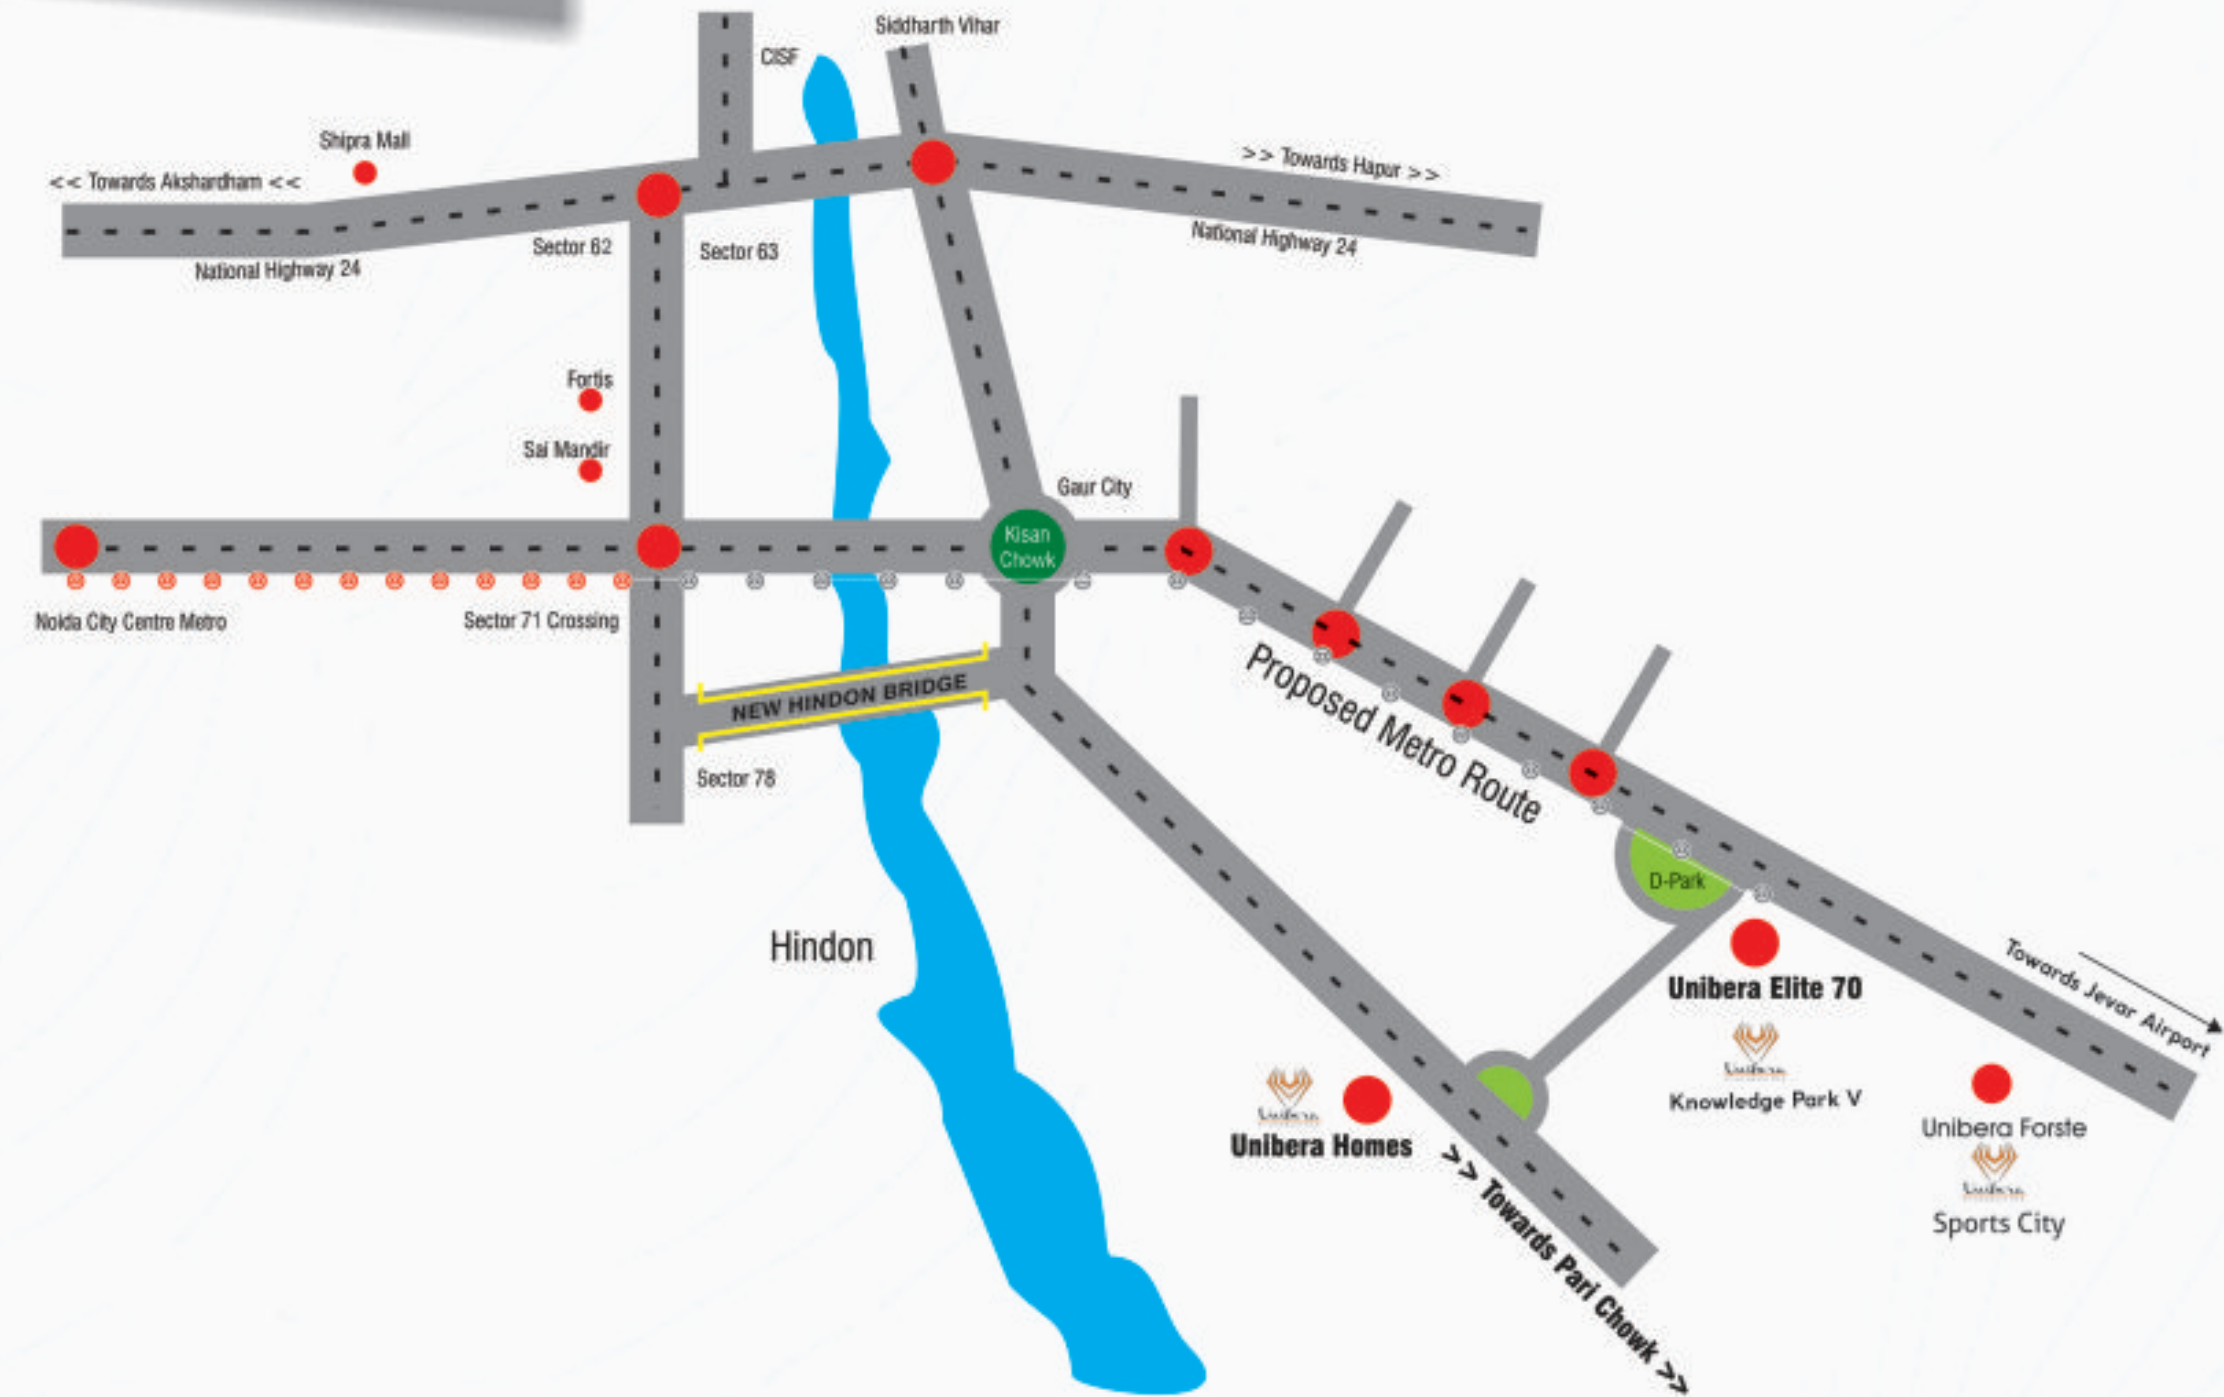 Siddharth Vihar
CISF
Shipra Mall
<< Towards Akshardham <<
>> Towards Hapur >>
National Highway 24
Sector 62
Sector 63
National Highway 24
Fortis
Sai Mandir
Gaur City
Kisan
Chowk
Noida City Centre Metro
Sector 71 Crossing
NEW HINDON BRIDGE
Proposed Metro Route
Sector 78
D-Park
Hindon
Unibera Elite 70
Towards Jevar Airport
Unibera
Knowledge Park V
Unibera
Unibera Homes
Unibera Forste
Unibera
Sports City
>> Towards Pari Chowk >>